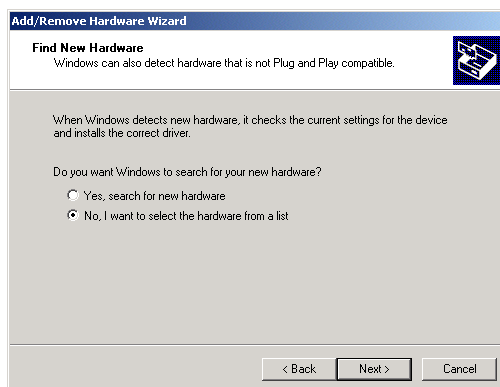 Add/Remove Hardware Wizard
Find New Hardware
Windows can also detect hardware that is not Plug and Play compatible.
When Windows detects new hardware, it checks the current settings for the device
and installs the correct driver.
Do you want Windows to search for your new hardware?
Yes, search for new hardware
No, I want to select the hardware from a list
< Back Next > Cancel